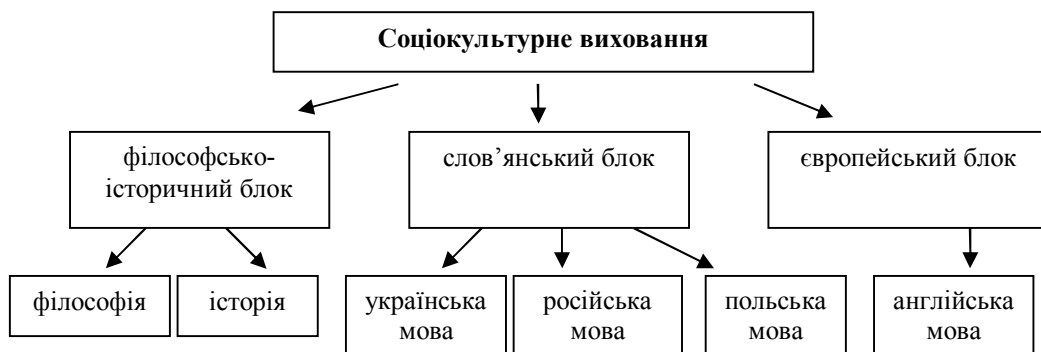 Соціокультурне виховання
філософсько-
історичний блок
слов’янський блок
європейський блок
філософія
історія
українська
мова
російська
мова
польська
мова
англійська
мова